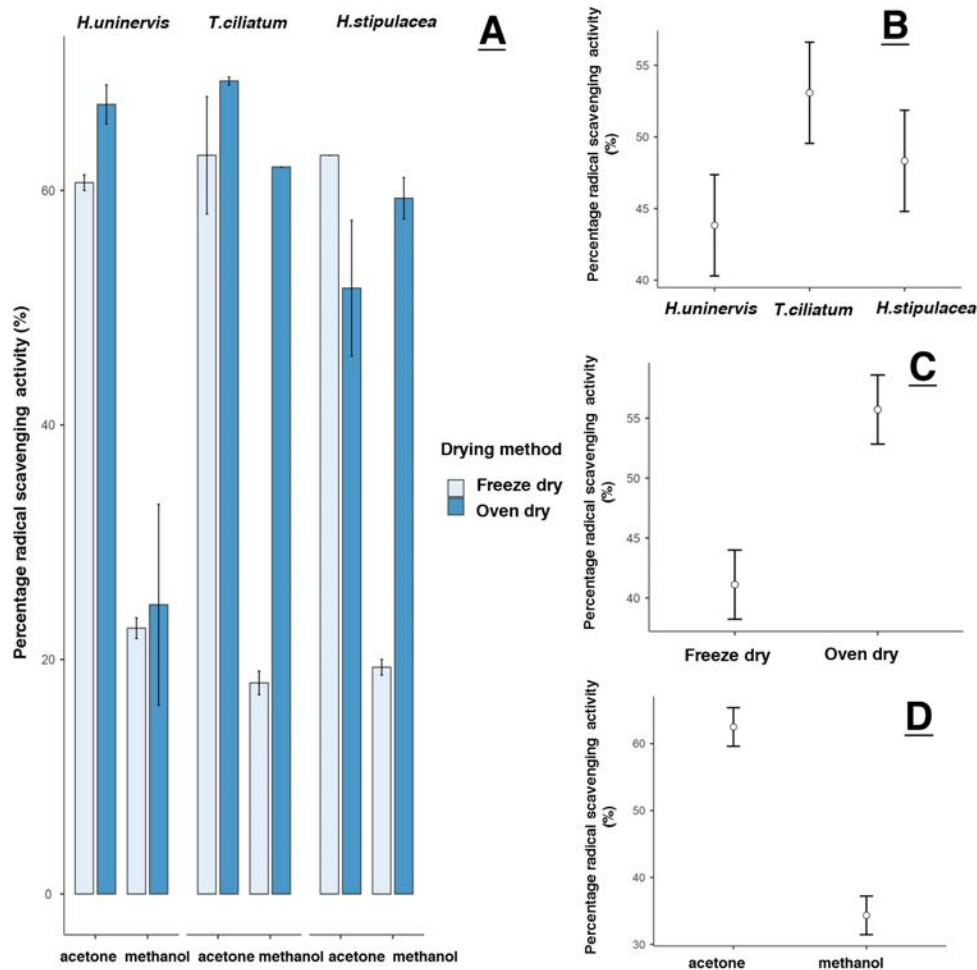 H.uninervis T.ciliatum H.stipulacea
A
Percentage radical scavenging activity (%)
60
40
20
0
acetone methanol acetone methanol acetone methanol
Drying method
Freeze dry
Oven dry
B
Percentage radical scavenging activity
(%)
55
50
45
40
H.uninervis T.ciliatum H.stipulacea
C
Percentage radical scavenging activity
(%)
55
50
45
40
Freeze dry Oven dry
D
Percentage radical scavenging activity
(%)
60
50
40
30
acetone methanol